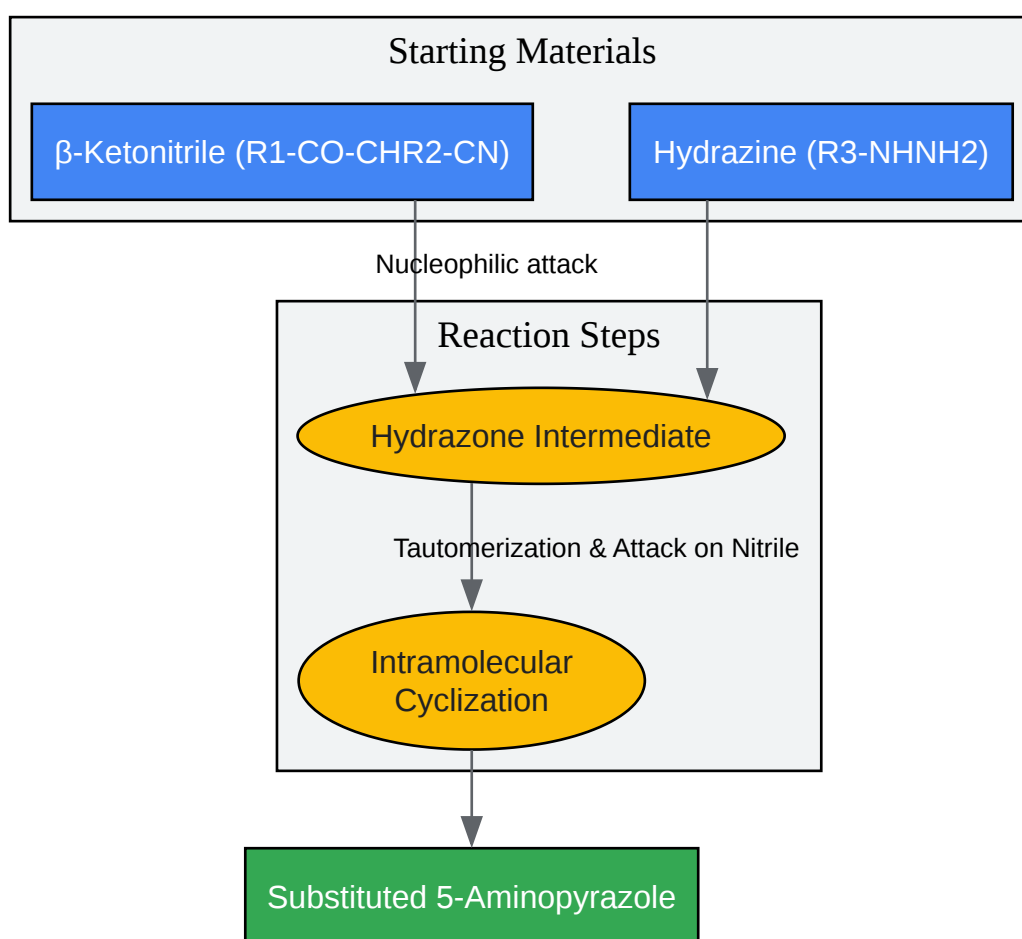 Starting Materials
β-Ketonitrile (R1-CO-CHR2-CN)
Hydrazine (R3-NHNH2)
Nucleophilic attack
Reaction Steps
Hydrazone Intermediate
Tautomerization & Attack on Nitrile
Intramolecular
Cyclization
Substituted 5-Aminopyrazole